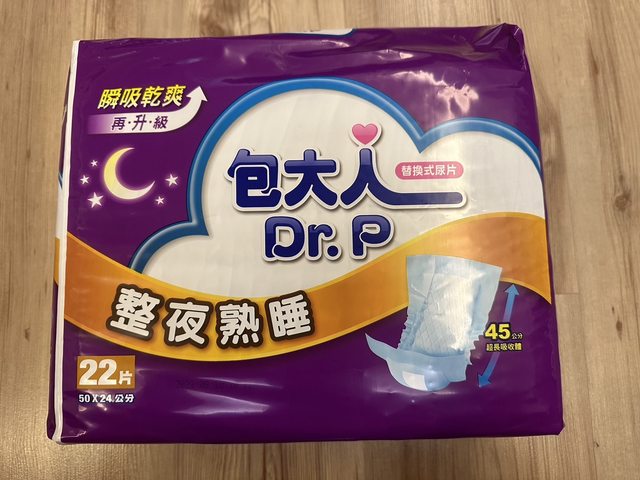 瞬吸乾爽
再·升·級
包大人
替換式尿片
Dr. P
整夜熟睡
45公分
超長吸收體
22片
50 X 24.公分